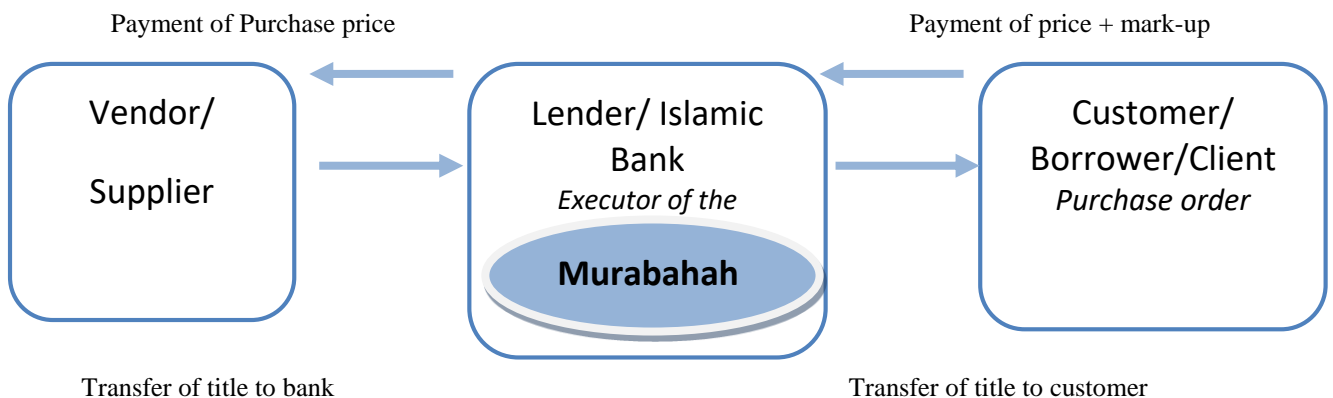 Payment of Purchase price
Payment of price + mark-up
Vendor/
Supplier
Lender/ Islamic
Bank
Executor of the
Murabahah
Customer/
Borrower/Client
Purchase order
Transfer of title to bank
Transfer of title to customer